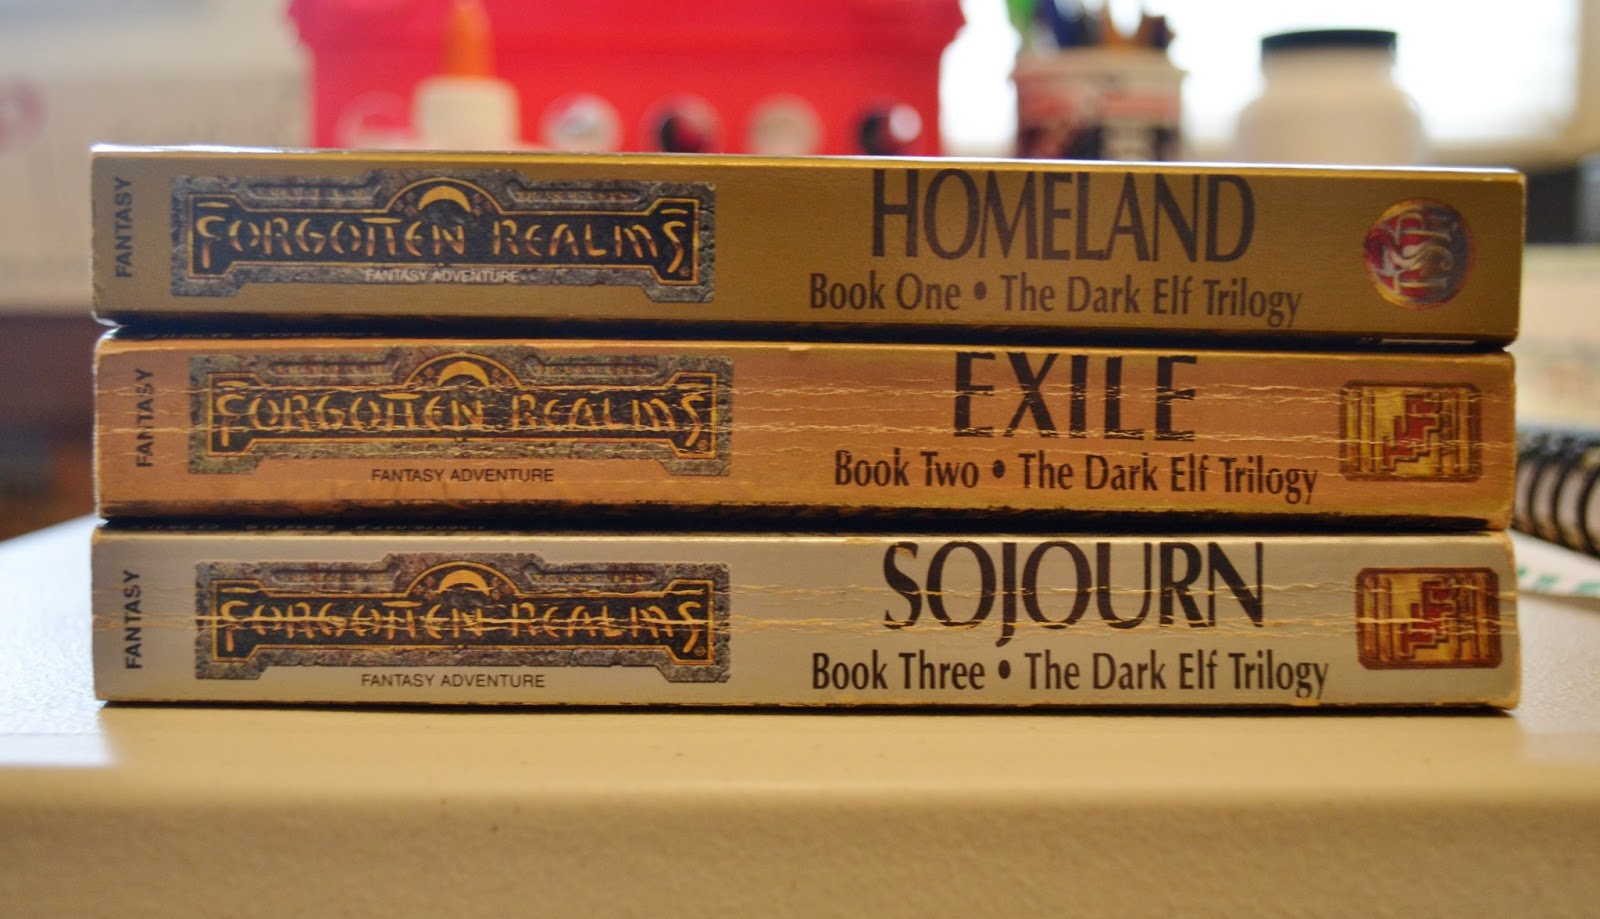 FANTASY
FORGOTTEN REALMS
FANTASY ADVENTURE
HOMELAND
Book One • The Dark Elf Trilogy
TSR
FANTASY
FORGOTTEN REALMS
FANTASY ADVENTURE
EXILE
Book Two • The Dark Elf Trilogy
FANTASY
FORGOTTEN REALMS
FANTASY ADVENTURE
SOJOURN
Book Three • The Dark Elf Trilogy